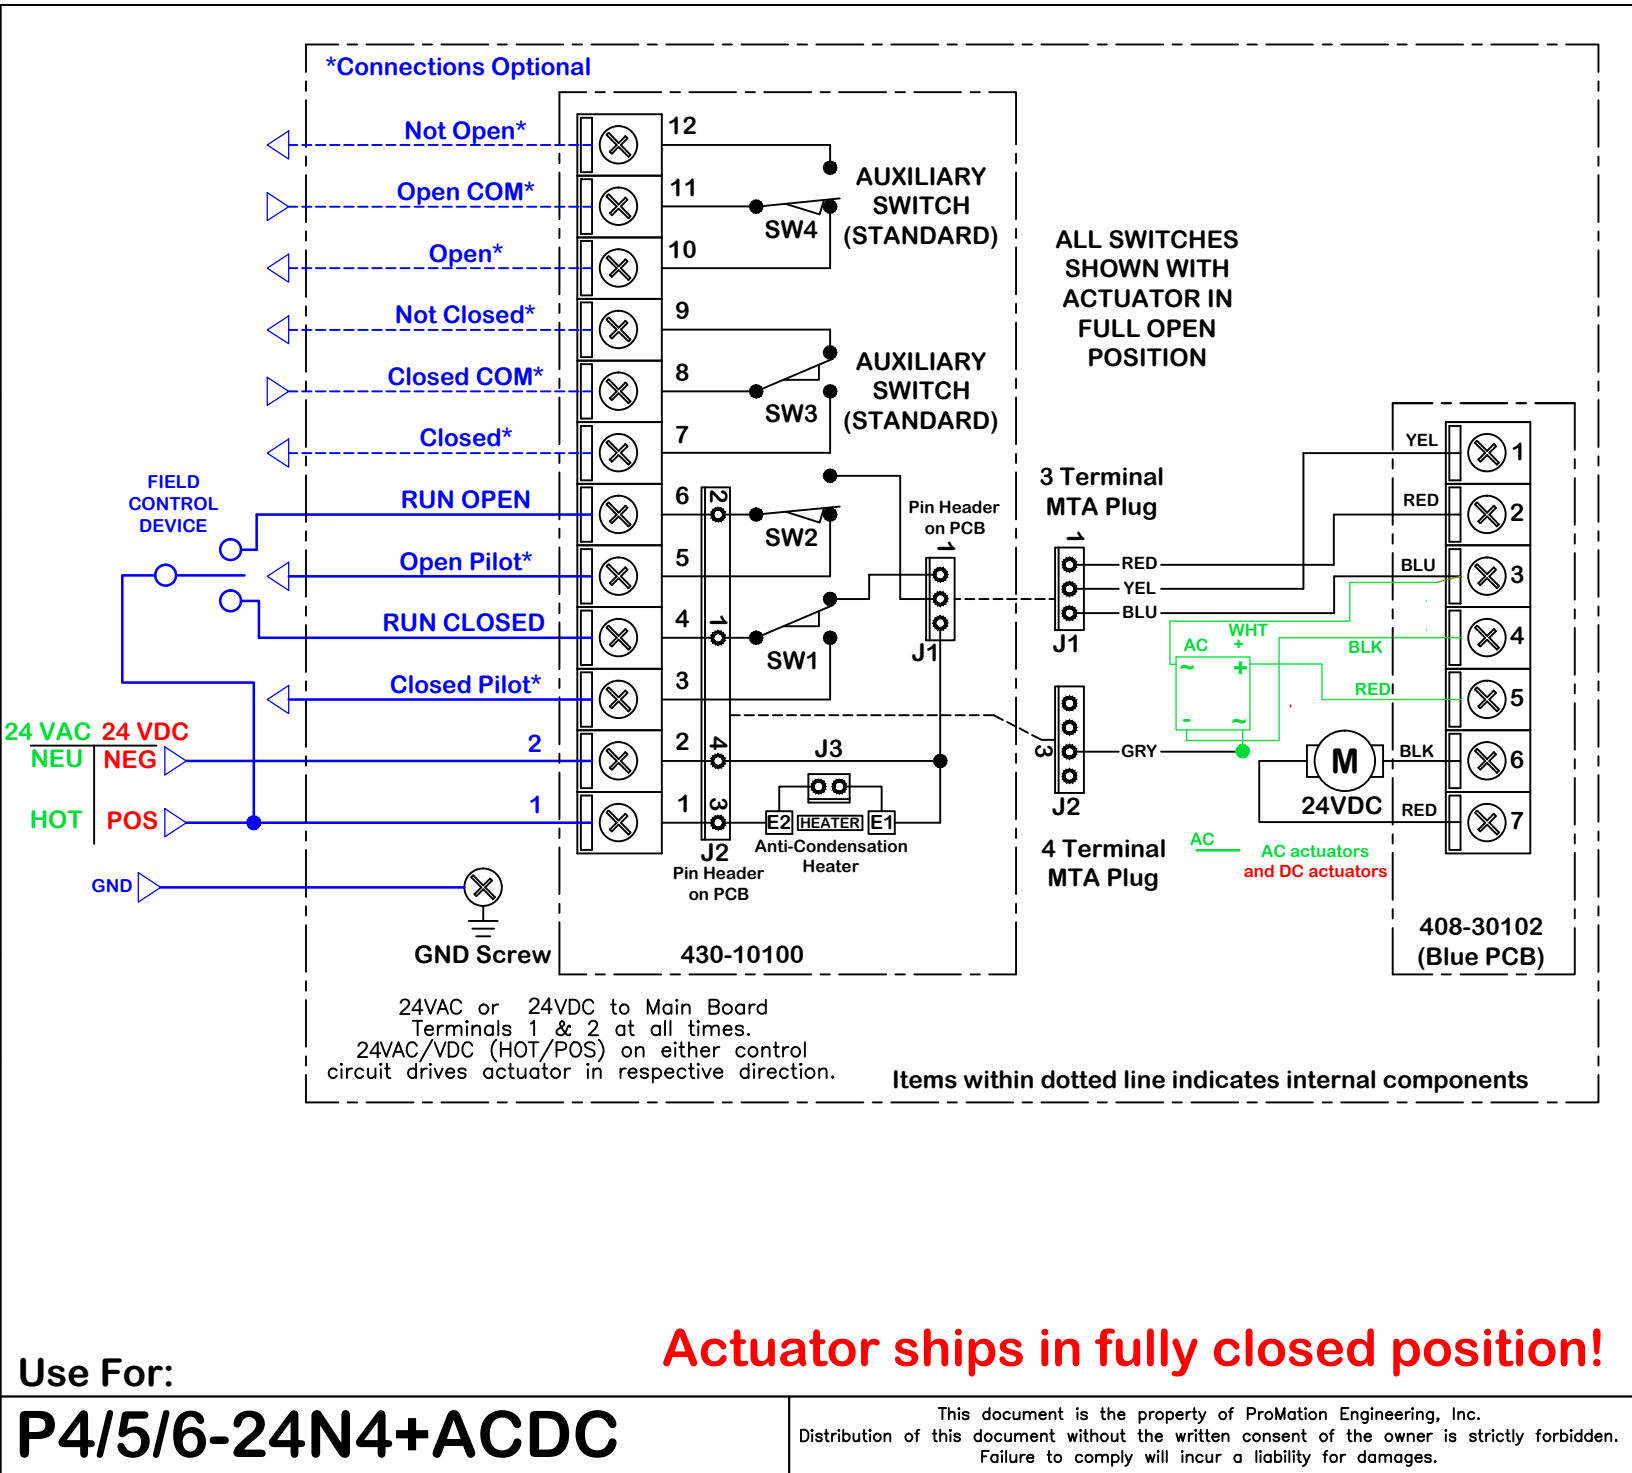 *Connections Optional
Not Open*
12
Open COM*
11
SW4
AUXILIARY
SWITCH
(STANDARD)
Open*
10
Not Closed*
9
Closed COM*
8
SW3
AUXILIARY
SWITCH
(STANDARD)
Closed*
7
ALL SWITCHES
SHOWN WITH
ACTUATOR IN
FULL OPEN
POSITION
FIELD
CONTROL
DEVICE
RUN OPEN
6
2
SW2
Open Pilot*
5
RUN CLOSED
4
1
SW1
Closed Pilot*
3
24 VAC
24 VDC
NEU
NEG
2
2
4
HOT
POS
1
1
3
J3
E2
HEATER
E1
Anti-Condensation
Heater
J2
Pin Header
on PCB
Pin Header
on PCB
1
J1
GND
GND Screw
430-10100
3 Terminal
MTA Plug
1
RED
YEL
BLU
J1
3
GRY
J2
4 Terminal
MTA Plug
AC
WHT
+
~
+
-
~
BLK
RED
YEL
1
RED
2
BLU
3
4
5
M
24VDC
BLK
6
RED
7
AC
AC actuators
and DC actuators
408-30102
(Blue PCB)
24VAC or 24VDC to Main Board
Terminals 1 & 2 at all times.
24VAC/VDC (HOT/POS) on either control
circuit drives actuator in respective direction.
Items within dotted line indicates internal components
Actuator ships in fully closed position!
Use For:
P4/5/6-24N4+ACDC
This document is the property of ProMation Engineering, Inc.
Distribution of this document without the written consent of the owner is strictly forbidden.
Failure to comply will incur a liability for damages.